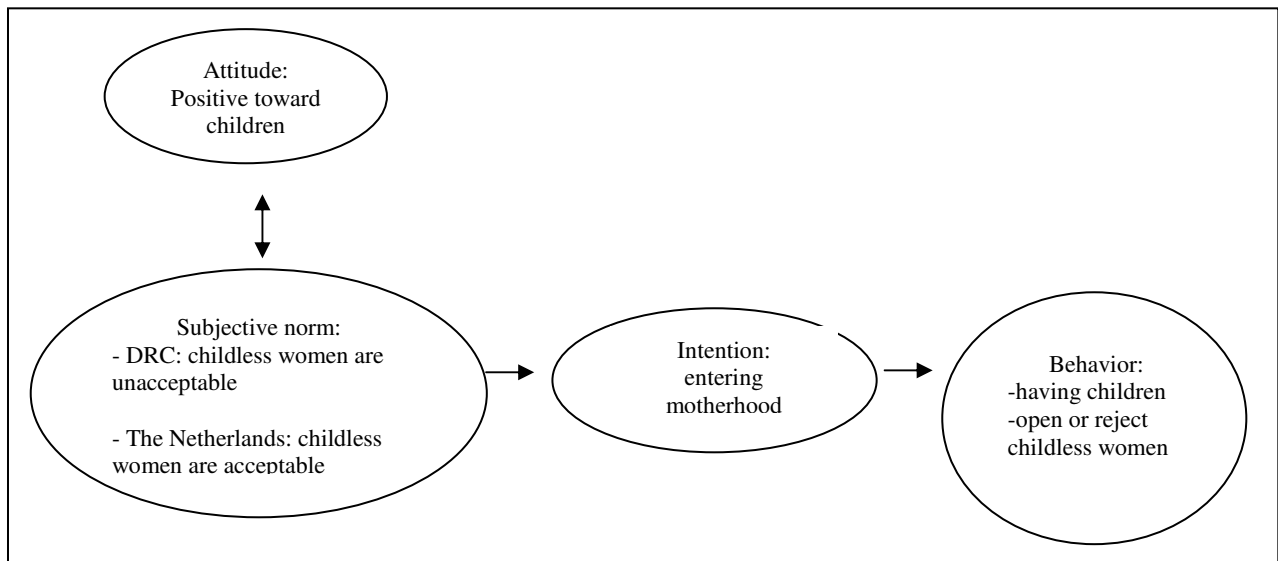 Attitude:
Positive toward
children
Subjective norm:
- DRC: childless women are
unacceptable
- The Netherlands: childless
women are acceptable
Intention:
entering
motherhood
Behavior:
-having children
-open or reject
childless women